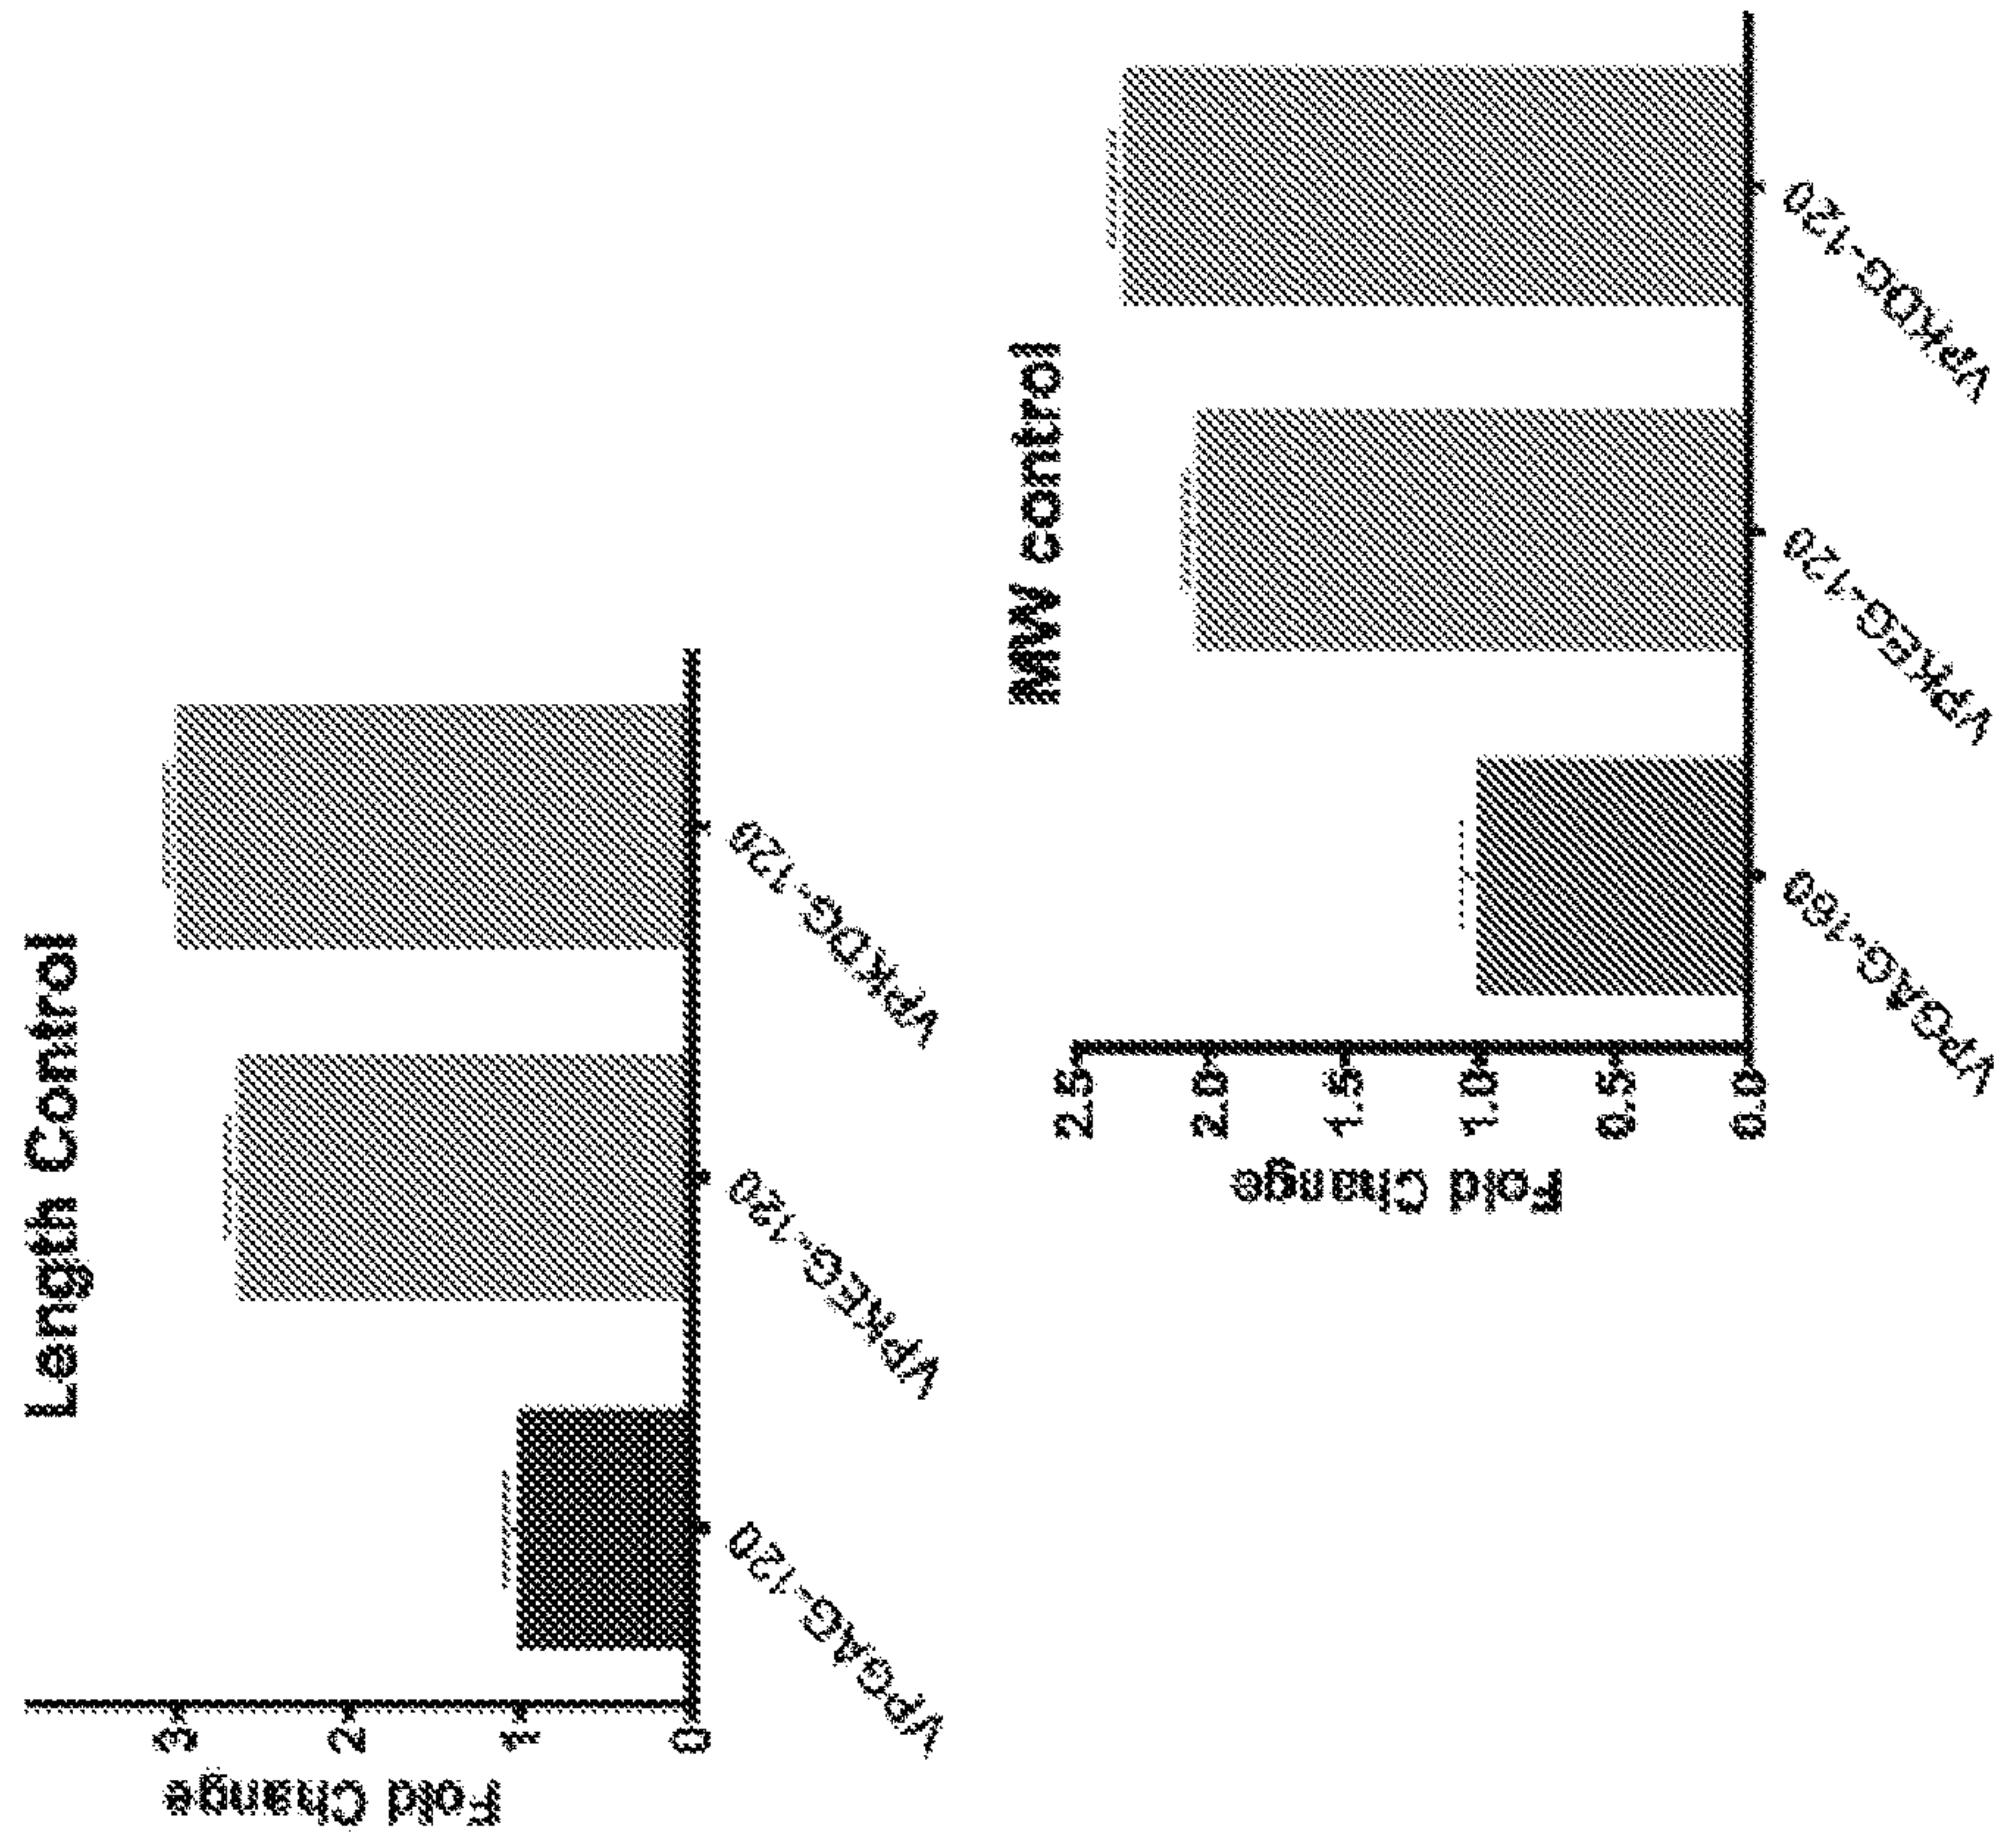 Length Control
Fold Change
3
2
1
0
VPGAG-120
VPKEG-120
VPKDG-120
MW control
Fold Change
2.5
2.0
1.5
1.0
0.5
0.0
VPGAG-160
VPKEG-120
VPKDG-120